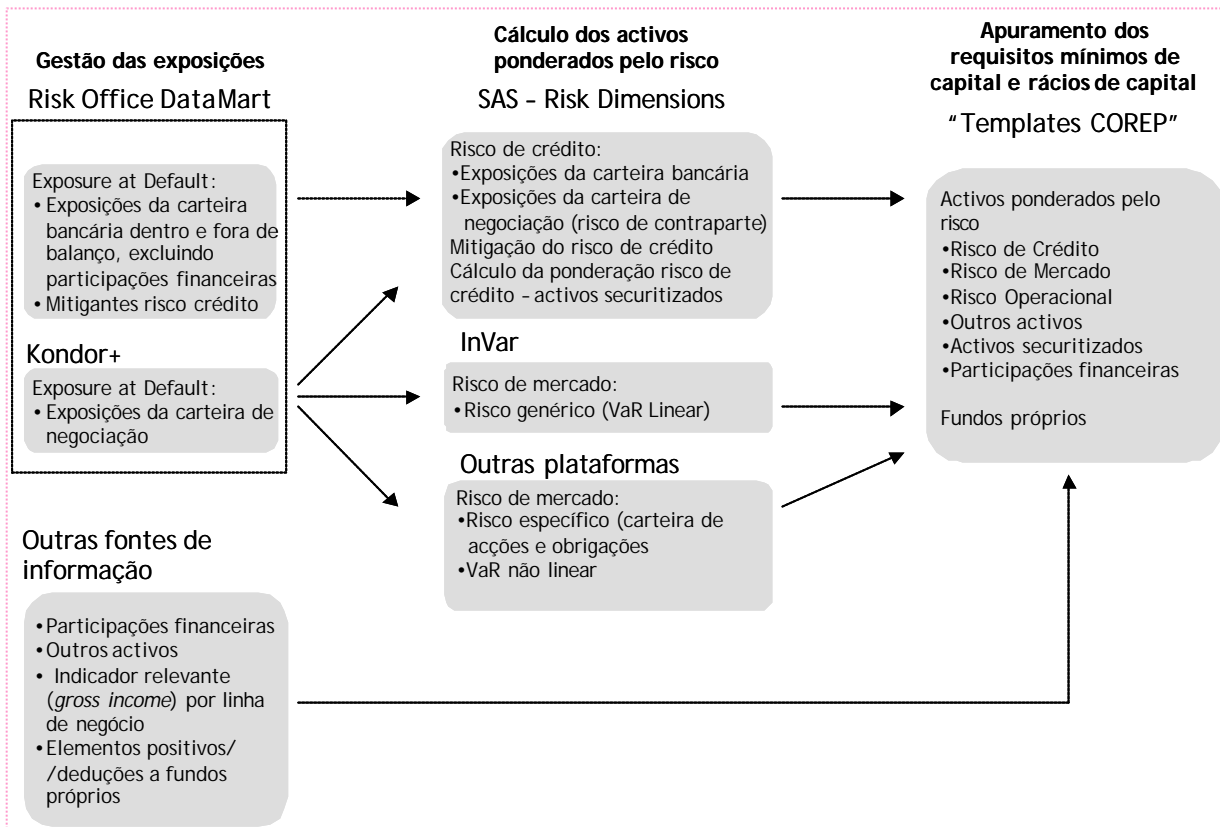 Gestão das exposições
Risk Office DataMart
Exposure at Default:
• Exposições da carteira
bancária dentro e fora de
balanço, excluindo
participações financeiras
• Mitigantes risco crédito
Kondor+
Exposure at Default:
• Exposições da carteira de
negociação
Outras fontes de
informação
• Participações financeiras
• Outros activos
• Indicador relevante
(gross income) por linha
de negócio
• Elementos positivos/
/deduções a fundos
próprios
Cálculo dos activos
ponderados pelo risco
SAS – Risk Dimensions
Risco de crédito:
• Exposições da carteira bancária
• Exposições da carteira de
negociação (risco de contraparte)
Mitigação do risco de crédito
Cálculo da ponderação risco de
crédito – activos securitizados
InVar
Risco de mercado:
• Risco genérico (VaR Linear)
Outras plataformas
Risco de mercado:
• Risco específico (carteira de
acções e obrigações
• VaR não linear
Apuramento dos
requisitos mínimos de
capital e rácios de capital
“Templates COREP”
Activos ponderados pelo
risco
• Risco de Crédito
• Risco de Mercado
• Risco Operacional
• Outros activos
• Activos securitizados
• Participações financeiras
Fundos próprios